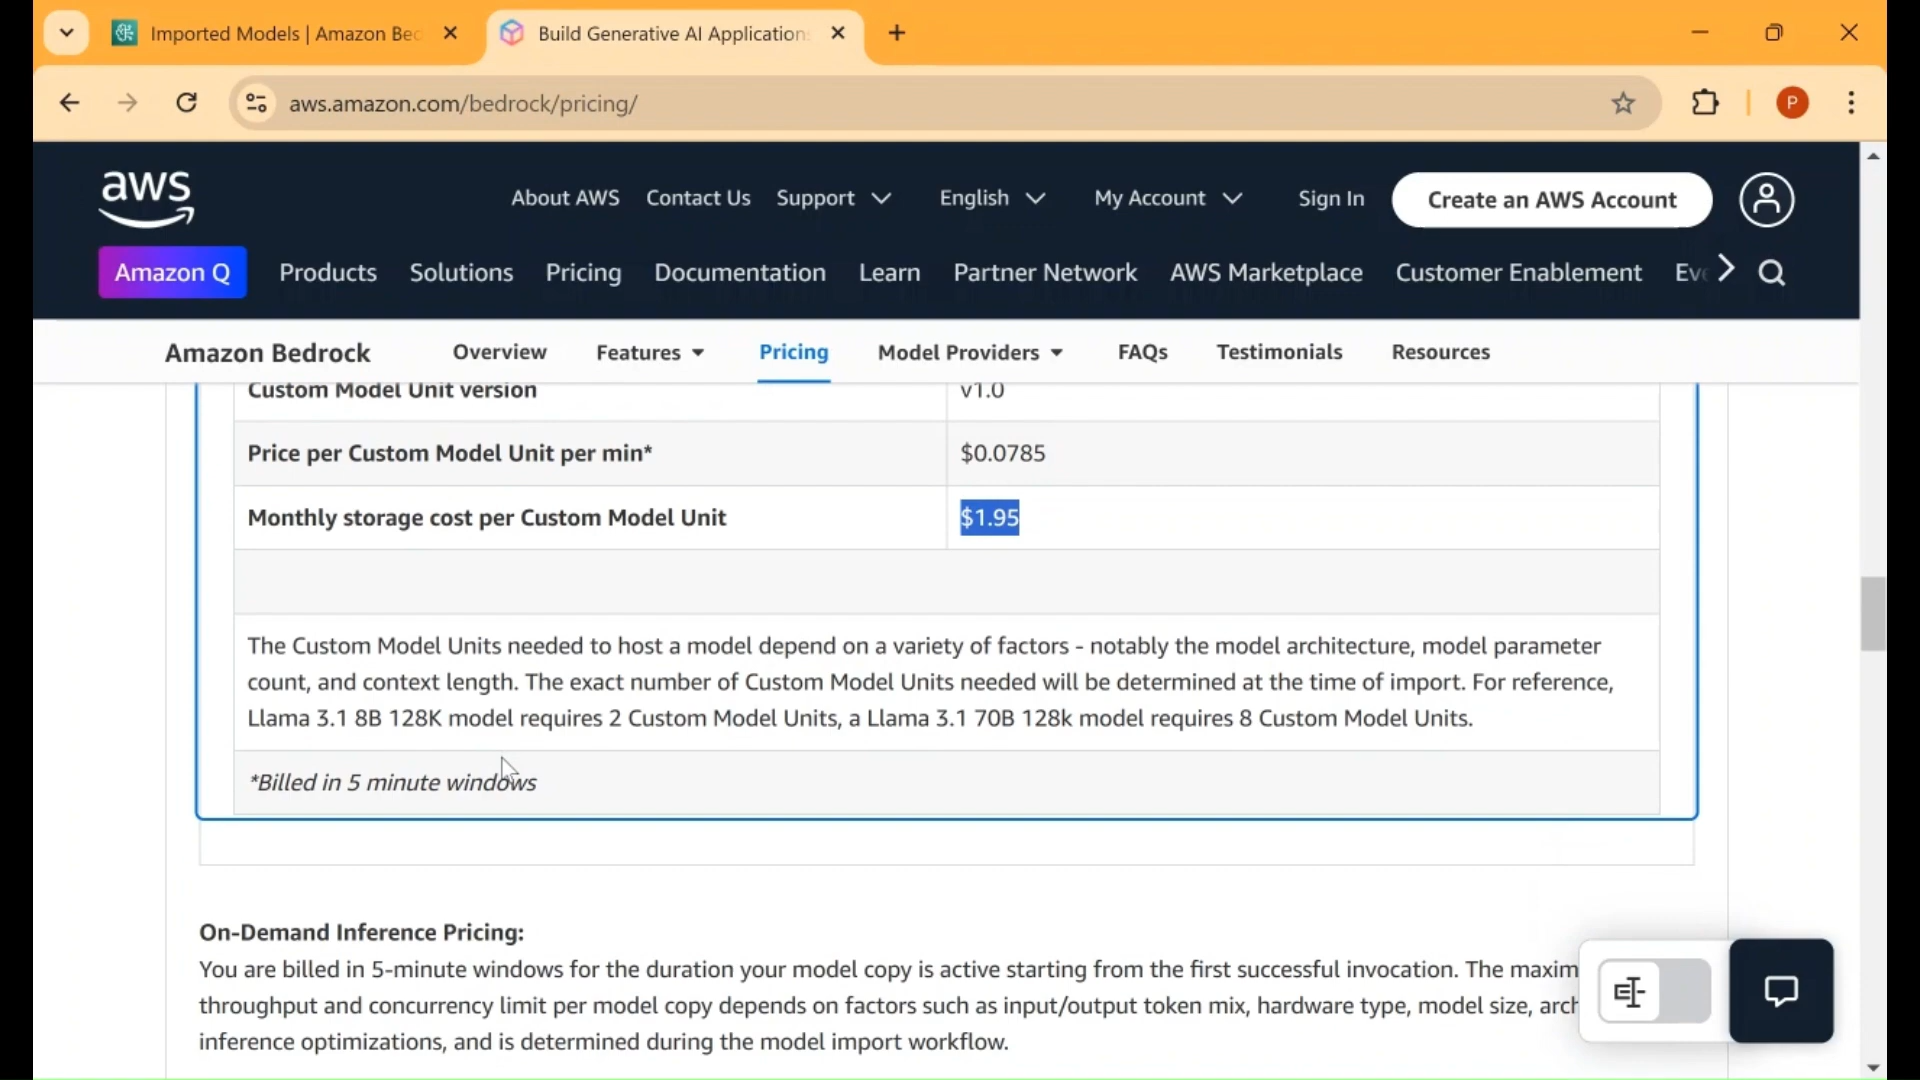 Imported Models | Amazon Bec
Build Generative AI Application
aws.amazon.com/bedrock/pricing/
P
aws
About AWS
Contact Us
Support
English
My Account
Sign In
Create an AWS Account
Amazon Q
Products
Solutions
Pricing
Documentation
Learn
Partner Network
AWS Marketplace
Customer Enablement
Eve
Amazon Bedrock
Overview
Features
Pricing
Model Providers
FAQs
Testimonials
Resources
Custom Model Unit version
v1.0
Price per Custom Model Unit per min*
$0.0785
Monthly storage cost per Custom Model Unit
$1.95
The Custom Model Units needed to host a model depend on a variety of factors - notably the model architecture, model parameter
count, and context length. The exact number of Custom Model Units needed will be determined at the time of import. For reference,
Llama 3.1 8B 128K model requires 2 Custom Model Units, a Llama 3.1 70B 128k model requires 8 Custom Model Units.
*Billed in 5 minute windows
On-Demand Inference Pricing:
You are billed in 5-minute windows for the duration your model copy is active starting from the first successful invocation. The maxim
throughput and concurrency limit per model copy depends on factors such as input/output token mix, hardware type, model size, arch
inference optimizations, and is determined during the model import workflow.